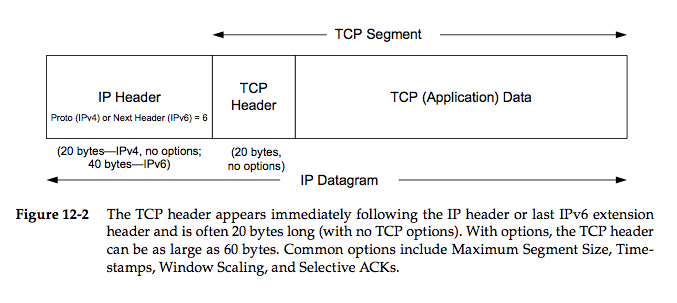 TCP Segment
IP Header
Proto (IPv4) or Next Header (IPv6) = 6
TCP
Header
TCP (Application) Data
(20 bytes—IPv4, no options;
40 bytes—IPv6)
(20 bytes,
no options)
IP Datagram
Figure 12-2 The TCP header appears immediately following the IP header or last IPv6 extension
header and is often 20 bytes long (with no TCP options). With options, the TCP header
can be as large as 60 bytes. Common options include Maximum Segment Size, Time-
stamps, Window Scaling, and Selective ACKs.